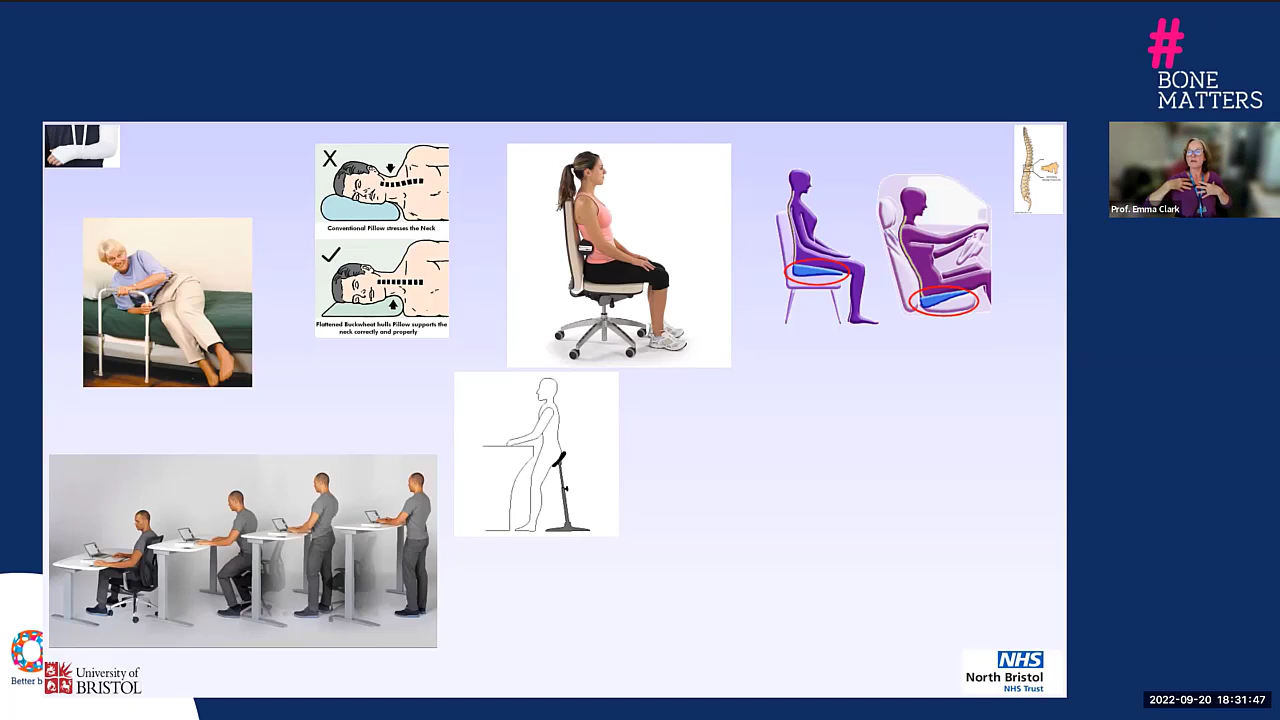 #
BONE
MATTERS
X
Conventional Pillow stresses the Neck
Flattened Buckwheat hulls Pillow supports the
neck correctly and properly
Prof. Emma Clark
Better b
University of
BRISTOL
NHS
North Bristol
NHS Trust
2022-09-20 18:31:47